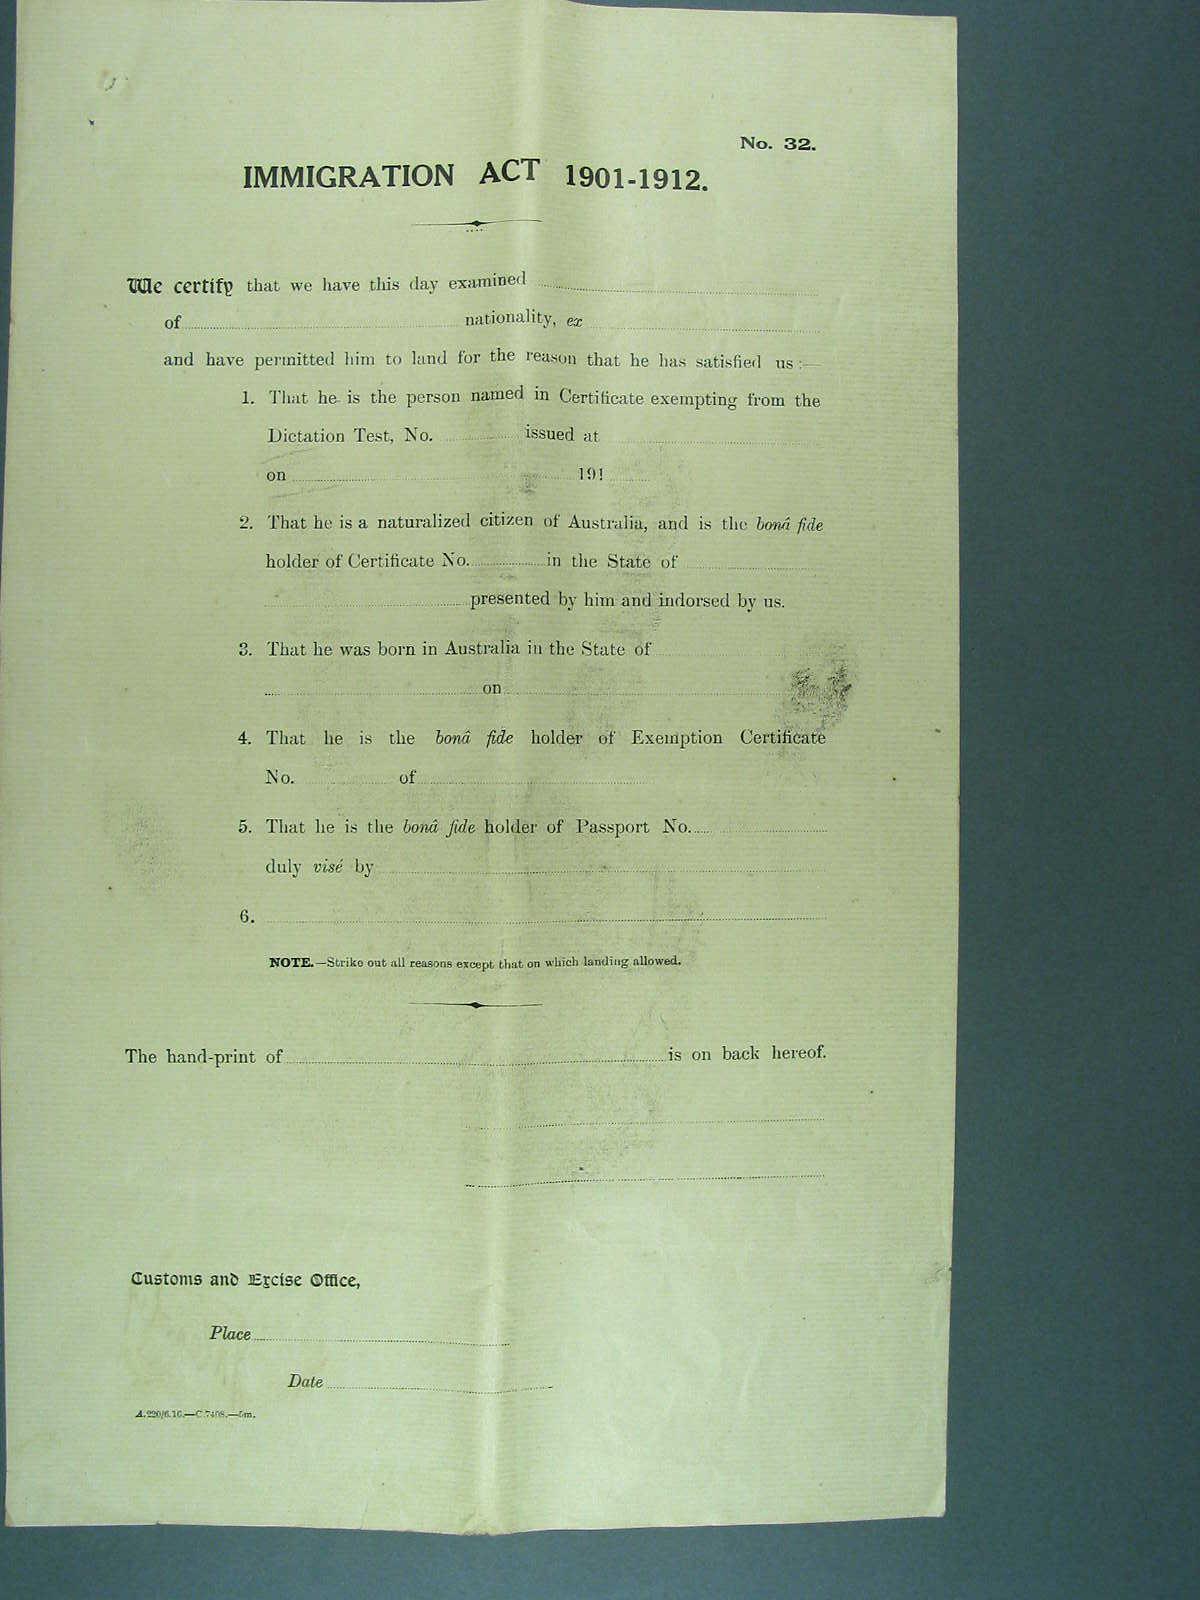 No. 32.
IMMIGRATION ACT 1901-1912.
We certify that we have this day examined
of nationality, ex
and have permitted him to land for the reason that he has satisfied us :—
1. That he is the person named in Certificate exempting from the
Dictation Test, No. issued at
on 191
2. That he is a naturalized citizen of Australia, and is the bonâ fide
holder of Certificate No. in the State of
presented by him and indorsed by us.
3. That he was born in Australia in the State of
on
4. That he is the bonâ fide holder of Exemption Certificate
No. of
5. That he is the bonâ fide holder of Passport No.
duly visé by
6.
NOTE.—Strike out all reasons except that on which landing allowed.
The hand-print of is on back hereof.
Customs and Excise Office,
Place
Date
A.220/6.16.—C.7408.—5m.